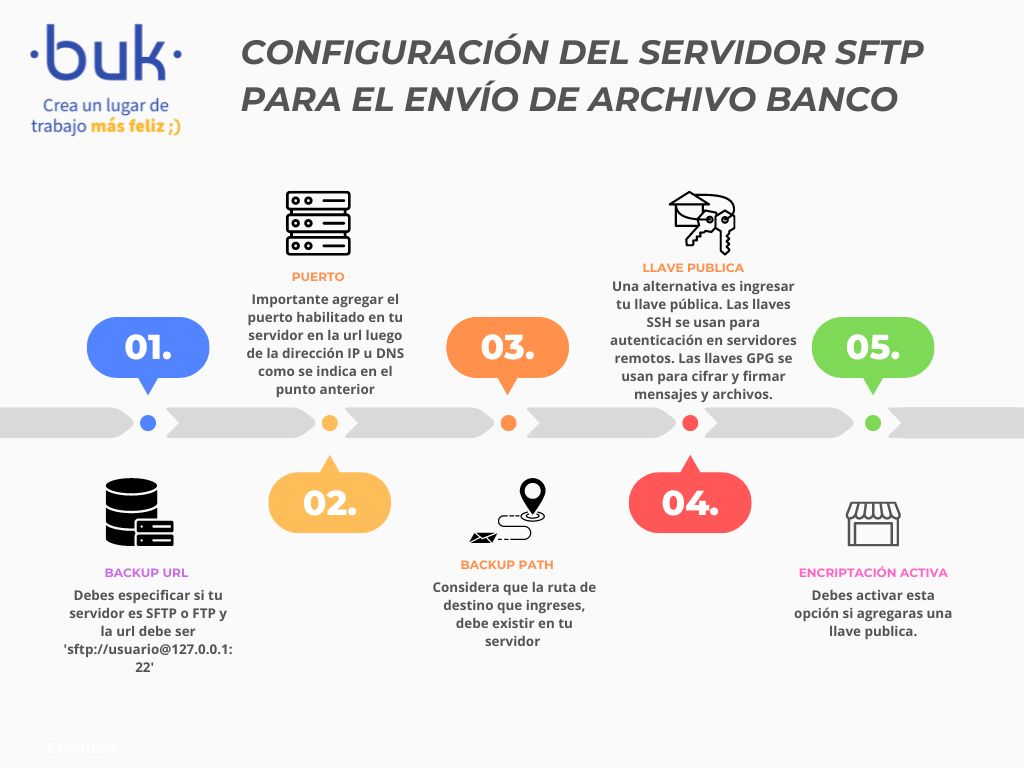 ·buk·
Crea un lugar de
trabajo más feliz ;)
CONFIGURACIÓN DEL SERVIDOR SFTP
PARA EL ENVÍO DE ARCHIVO BANCO
01.
BACKUP URL
Debes especificar si tu
servidor es SFTP o FTP y
la url debe ser
'sftp://usuario@127.0.0.1:
22'
PUERTO
Importante agregar el
puerto habilitado en tu
servidor en la url luego
de la dirección IP u DNS
como se indica en el
punto anterior
02.
03.
BACKUP PATH
Considera que la ruta de
destino que ingreses,
debe existir en tu
servidor
LLAVE PUBLICA
Una alternativa es ingresar
tu llave pública. Las llaves
SSH se usan para
autenticación en servidores
remotos. Las llaves GPG se
usan para cifrar y firmar
mensajes y archivos.
04.
05.
ENCRIPTACIÓN ACTIVA
Debes activar esta
opción si agregaras una
llave publica.
EMPRESA: